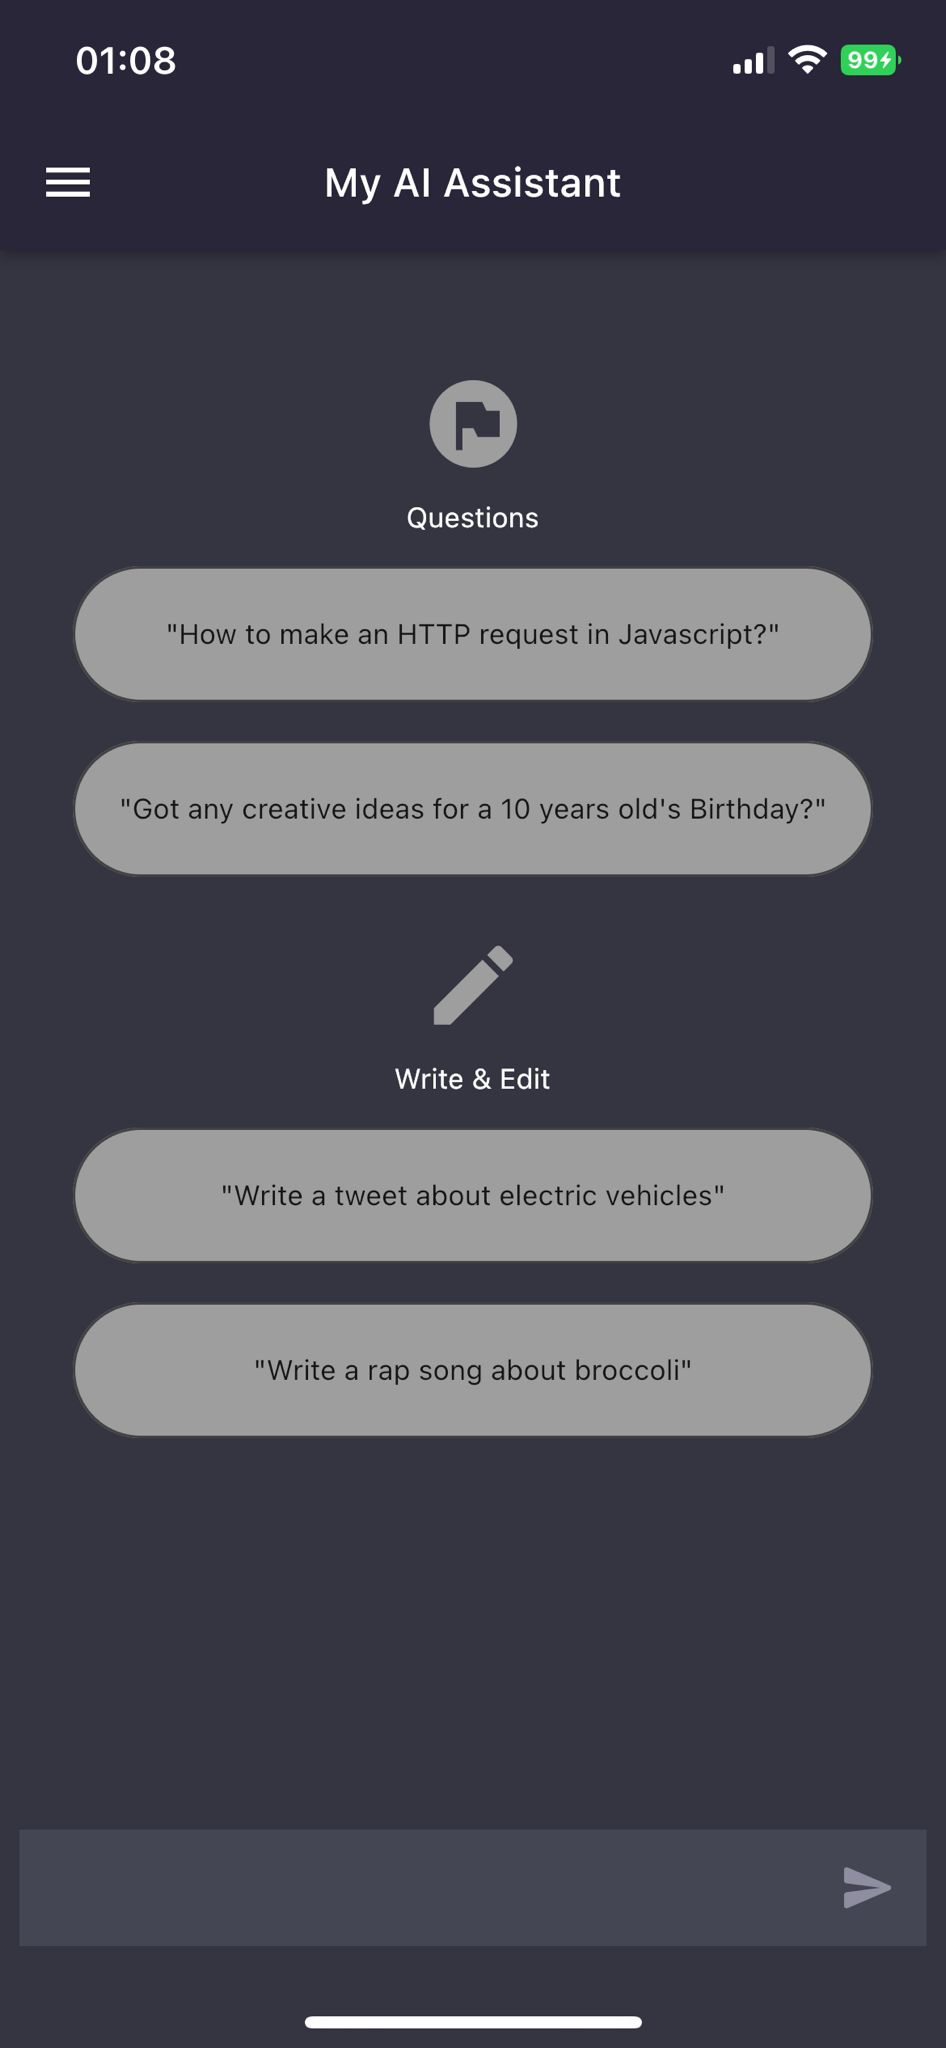 01:08
99
My AI Assistant
Questions
"How to make an HTTP request in Javascript?"
"Got any creative ideas for a 10 years old's Birthday?"
Write & Edit
"Write a tweet about electric vehicles"
"Write a rap song about broccoli"